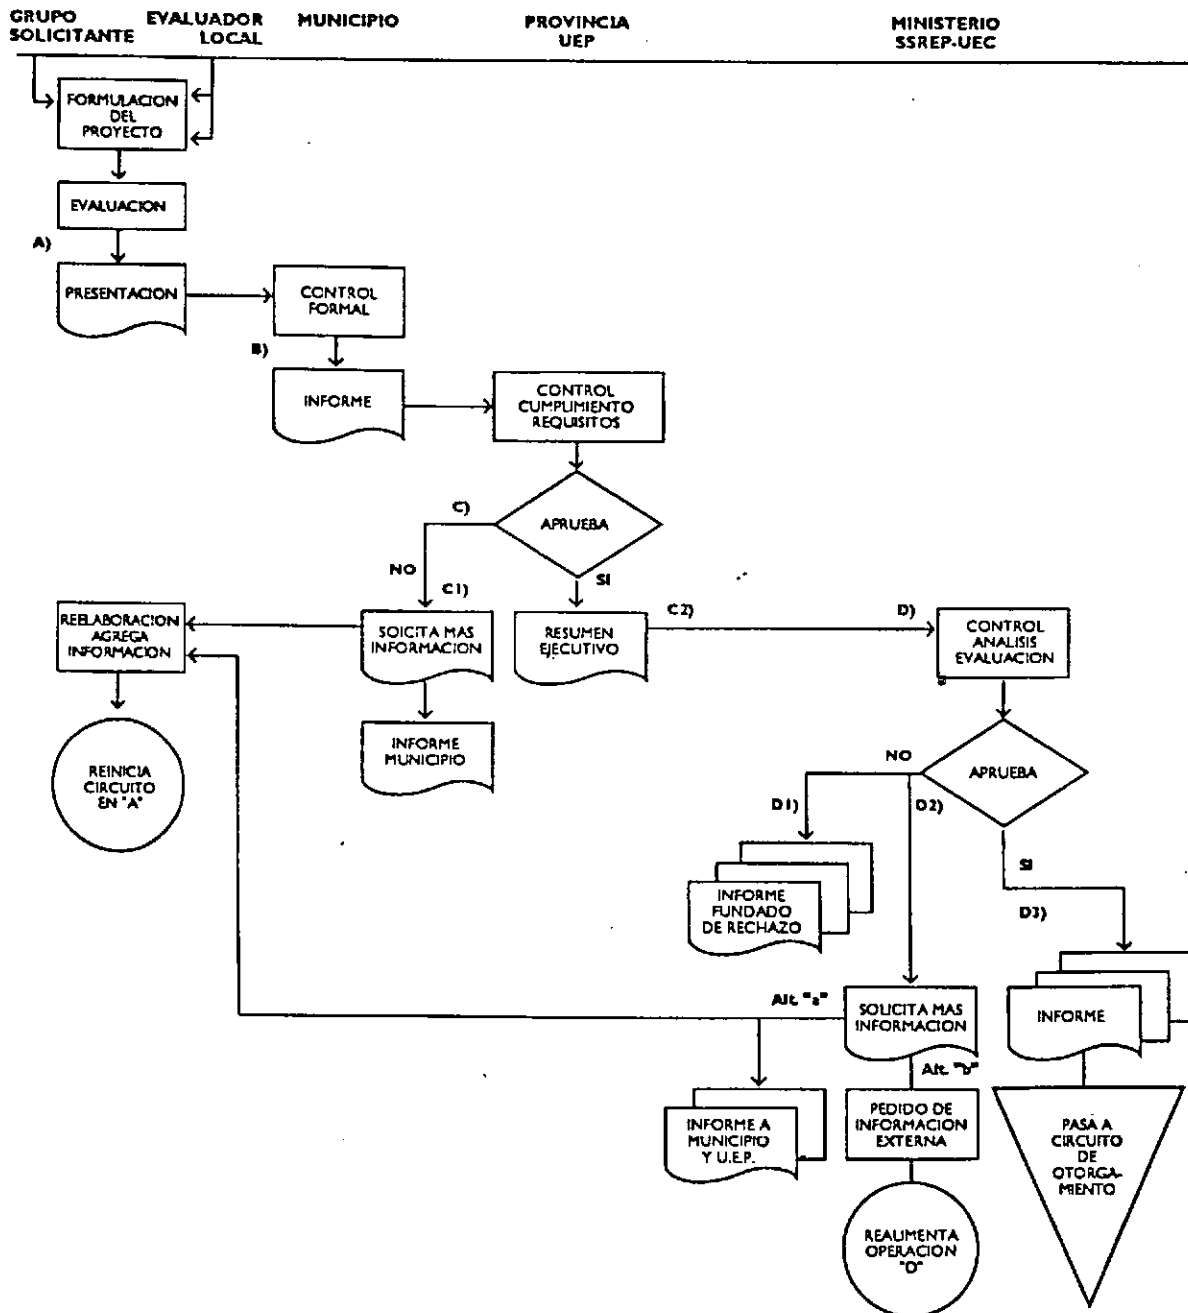 GRUPO
SOLICITANTE
EVALUADOR
LOCAL
MUNICIPIO
PROVINCIA
UEP
MINISTERIO
SSREP-UEC
FORMULACION
DEL
PROYECTO
EVALUACION
A)
PRESENTACION
CONTROL
FORMAL
B)
INFORME
CONTROL
CUMPLIMIENTO
REQUISITOS
C)
APRUEBA
NO
SI
C1)
C2)
D)
REELABORACION
AGREGA
INFORMACION
SOICITA MAS
INFORMACION
RESUMEN
EJECUTIVO
CONTROL
ANALISIS
EVALUACION
INFORME
MUNICIPIO
REINICIA
CIRCUITO
EN "A"
NO
APRUEBA
D1)
D2)
SI
D3)
INFORME
FUNDADO
DE RECHAZO
Alt. "a"
SOLICITA MAS
INFORMACION
INFORME
Alt. "b"
INFORME A
MUNICIPIO
Y U.E.P.
PEDIDO DE
INFORMACION
EXTERNA
PASA A
CIRCUITO
DE
OTORGA-
MIENTO
REALIMENTA
OPERACION
"D"